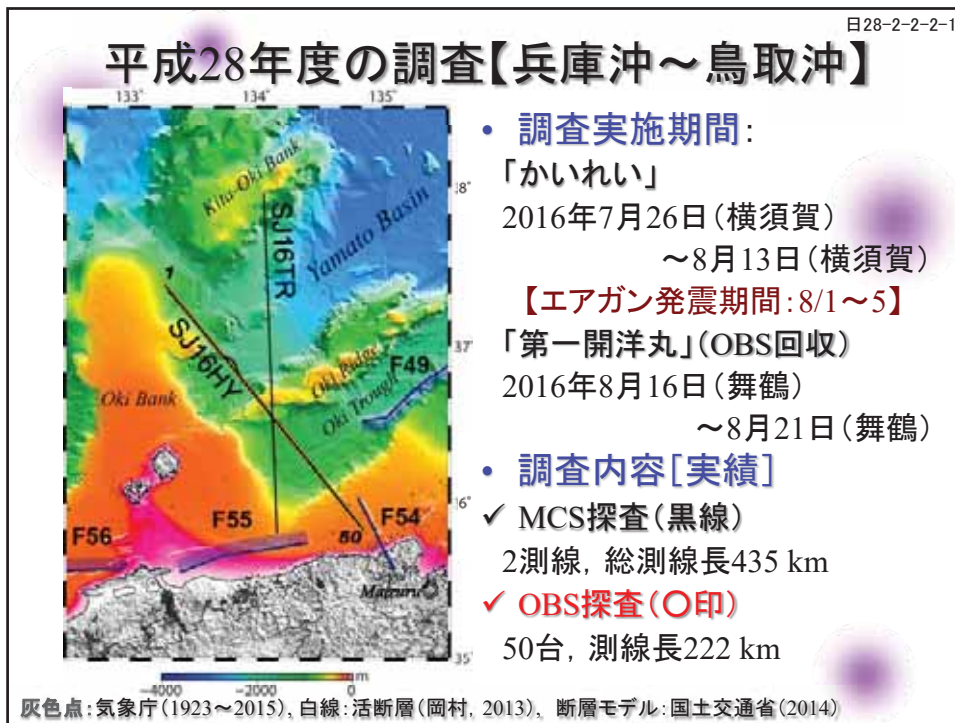 日28-2-2-2-1
平成28年度の調査【兵庫沖～鳥取沖】
133° 134° 135°
Kita-Oki Bank
8°
SJ16TR
Yamato Basin
1
SJ16HY
37°
F49
Oki Ridge
Oki Trough
Oki Bank
6°
F56
F55
F54
50
Maizuru
35°
m
-4000 -2000 0
• 調査実施期間：
「かいれい」
2016年7月26日（横須賀）
～8月13日（横須賀）
【エアガン発震期間：8/1～5】
「第一開洋丸」（OBS回収）
2016年8月16日（舞鶴）
～8月21日（舞鶴）
• 調査内容［実績］
✓ MCS探査（黒線）
2測線，総測線長435 km
✓ OBS探査（○印）
50台，測線長222 km
灰色点：気象庁（1923～2015），白線：活断層（岡村，2013），断層モデル：国土交通省（2014）